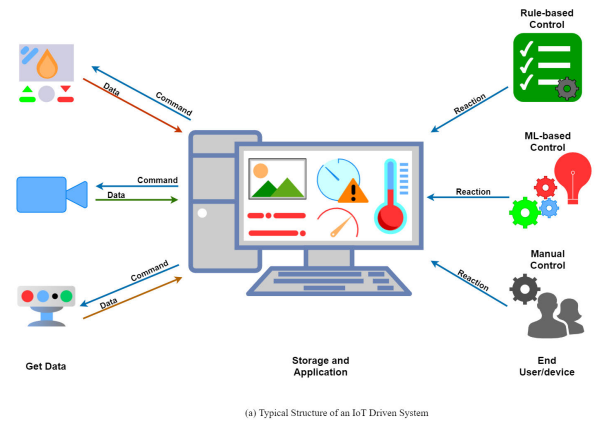 Rule-based
Control
Command
Data
Reaction
ML-based
Control
Command
Data
Reaction
Manual
Control
Command
Data
Reaction
Get Data
Storage and
Application
End
User/device
(a) Typical Structure of an IoT Driven System